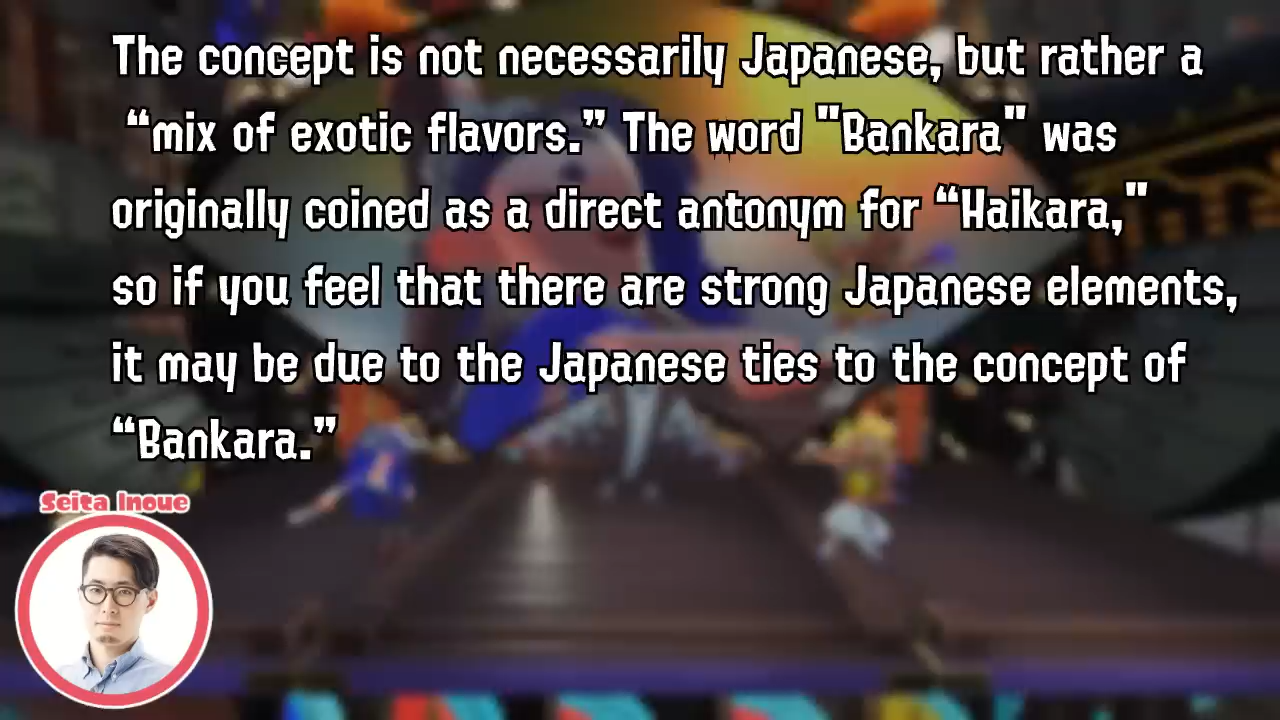 The concept is not necessarily Japanese, but rather a
“mix of exotic flavors.” The word "Bankara" was
originally coined as a direct antonym for “Haikara,"
so if you feel that there are strong Japanese elements,
it may be due to the Japanese ties to the concept of
“Bankara.”
Seita Inoue